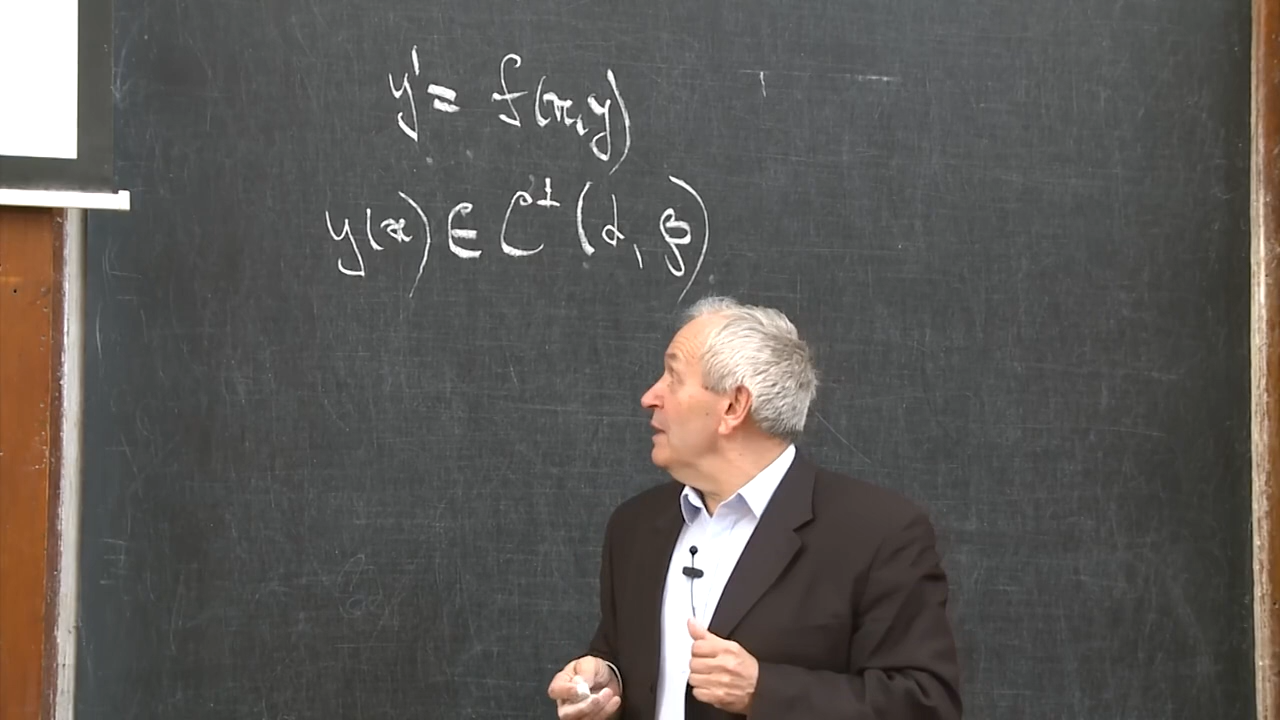 y' = f(x, y)
y(x) ∈ C¹ (α, β)